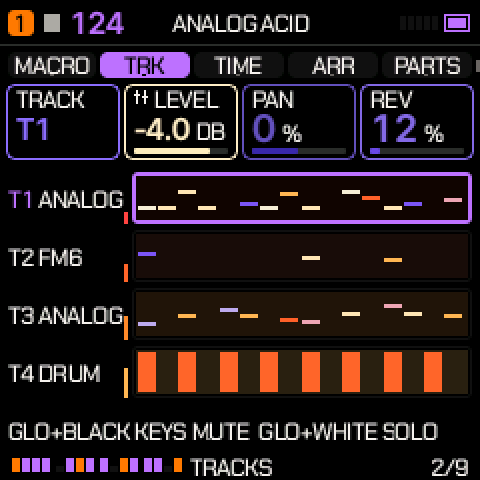 1 124 ANALOG ACID
MACRO TRK TIME ARR PARTS
TRACK LEVEL PAN REV
T1 -4.0 DB 0 % 12 %
T1 ANALOG
T2 FM6
T3 ANALOG
T4 DRUM
GLO+BLACK KEYS MUTE GLO+WHITE SOLO
TRACKS 2/9